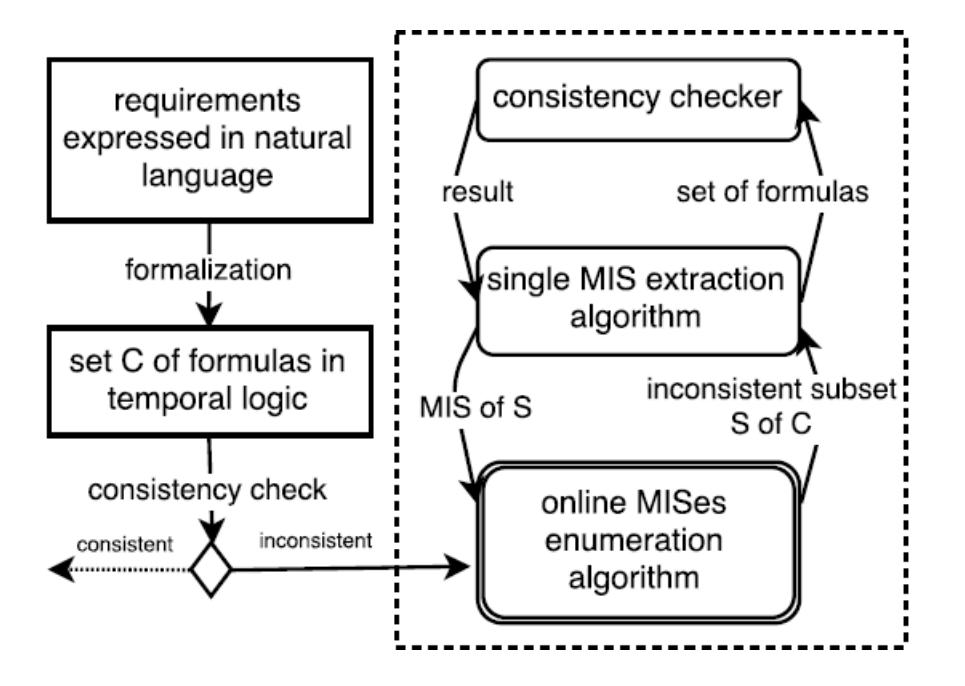 requirements
expressed in natural
language
formalization
set C of formulas in
temporal logic
consistency check
consistent
inconsistent
consistency checker
result
set of formulas
single MIS extraction
algorithm
MIS of S
inconsistent subset
S of C
online MISes
enumeration
algorithm